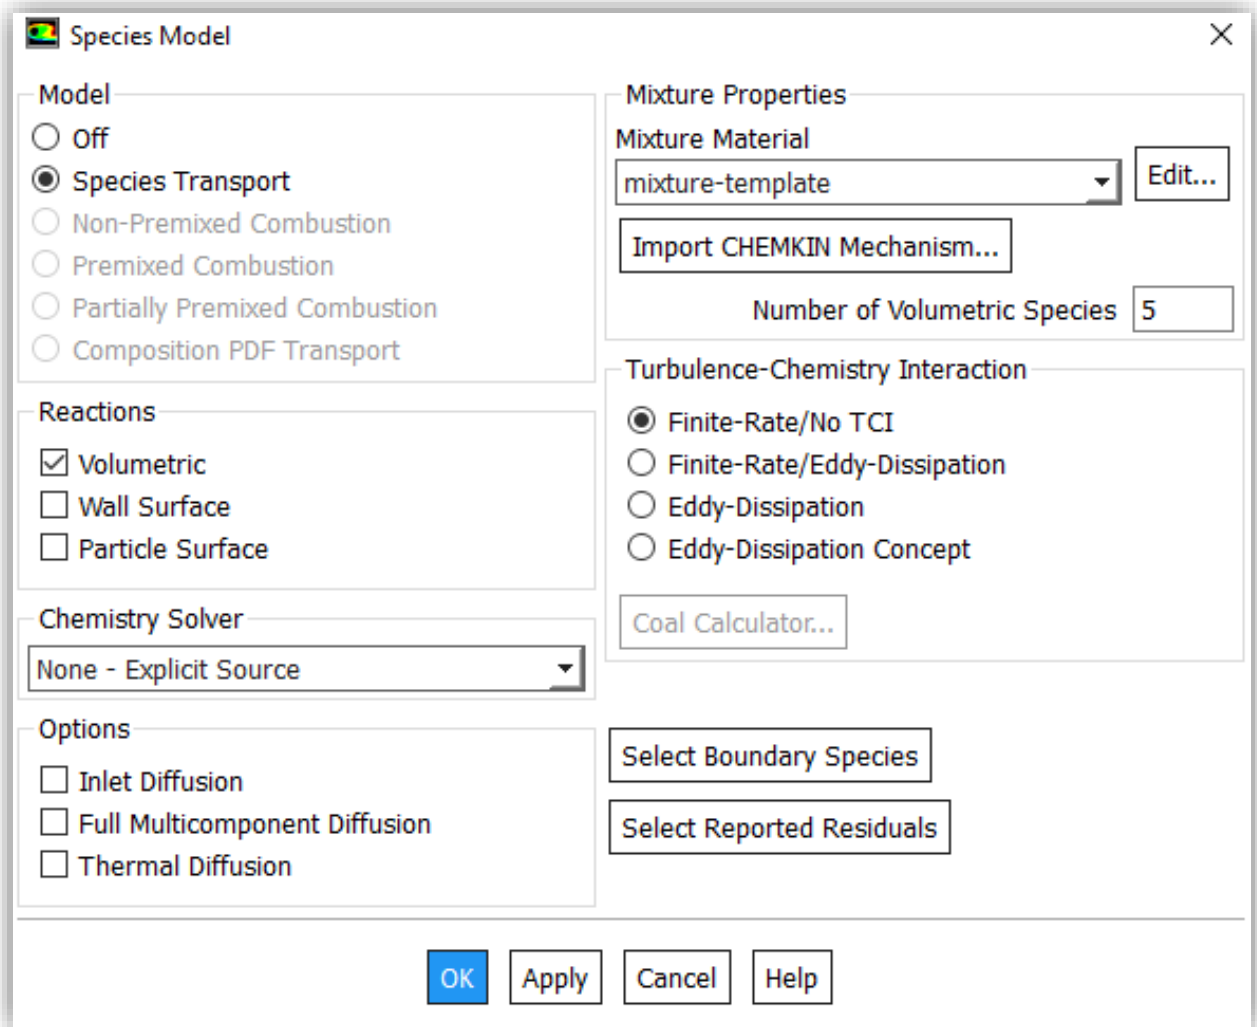 Species Model
Model
Off
Species Transport
Non-Premixed Combustion
Premixed Combustion
Partially Premixed Combustion
Composition PDF Transport
Reactions
Volumetric
Wall Surface
Particle Surface
Chemistry Solver
None - Explicit Source
Options
Inlet Diffusion
Full Multicomponent Diffusion
Thermal Diffusion
Mixture Properties
Mixture Material
mixture-template
Edit...
Import CHEMKIN Mechanism...
Number of Volumetric Species 5
Turbulence-Chemistry Interaction
Finite-Rate/No TCI
Finite-Rate/Eddy-Dissipation
Eddy-Dissipation
Eddy-Dissipation Concept
Coal Calculator...
Select Boundary Species
Select Reported Residuals
OK Apply Cancel Help